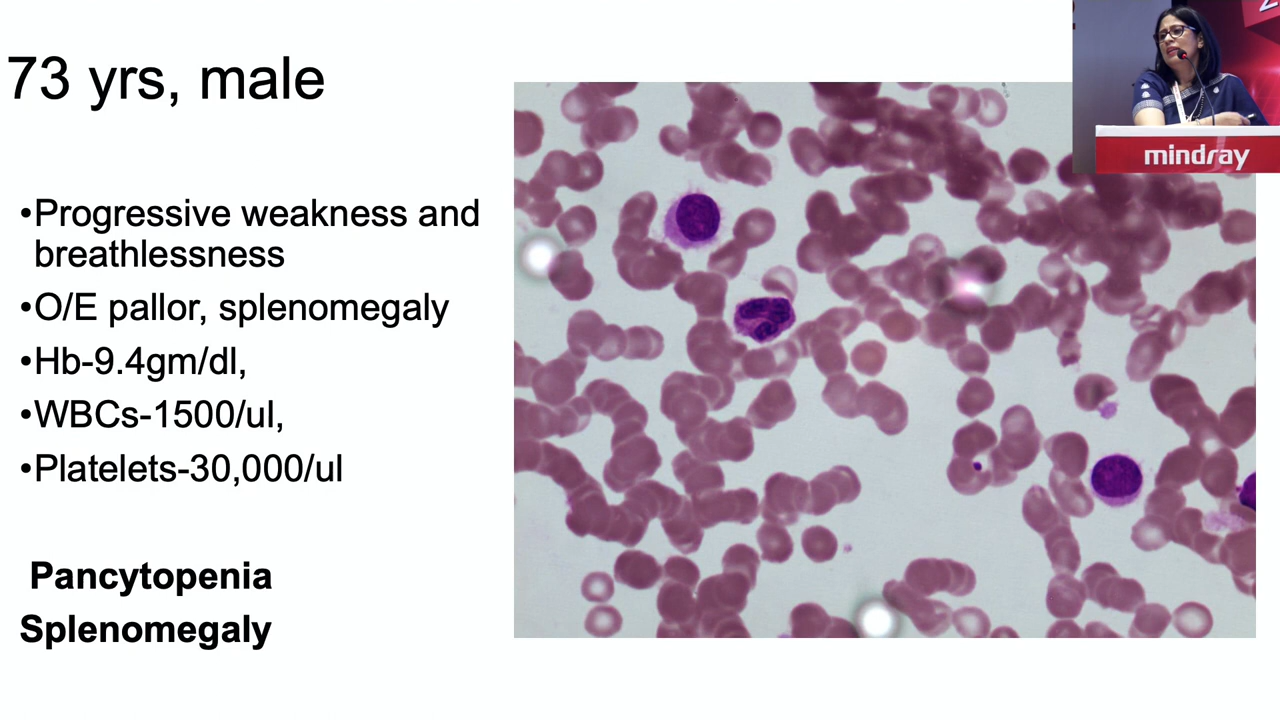 73 yrs, male
•Progressive weakness and
breathlessness
•O/E pallor, splenomegaly
•Hb-9.4gm/dl,
•WBCs-1500/ul,
•Platelets-30,000/ul
Pancytopenia
Splenomegaly
mindray